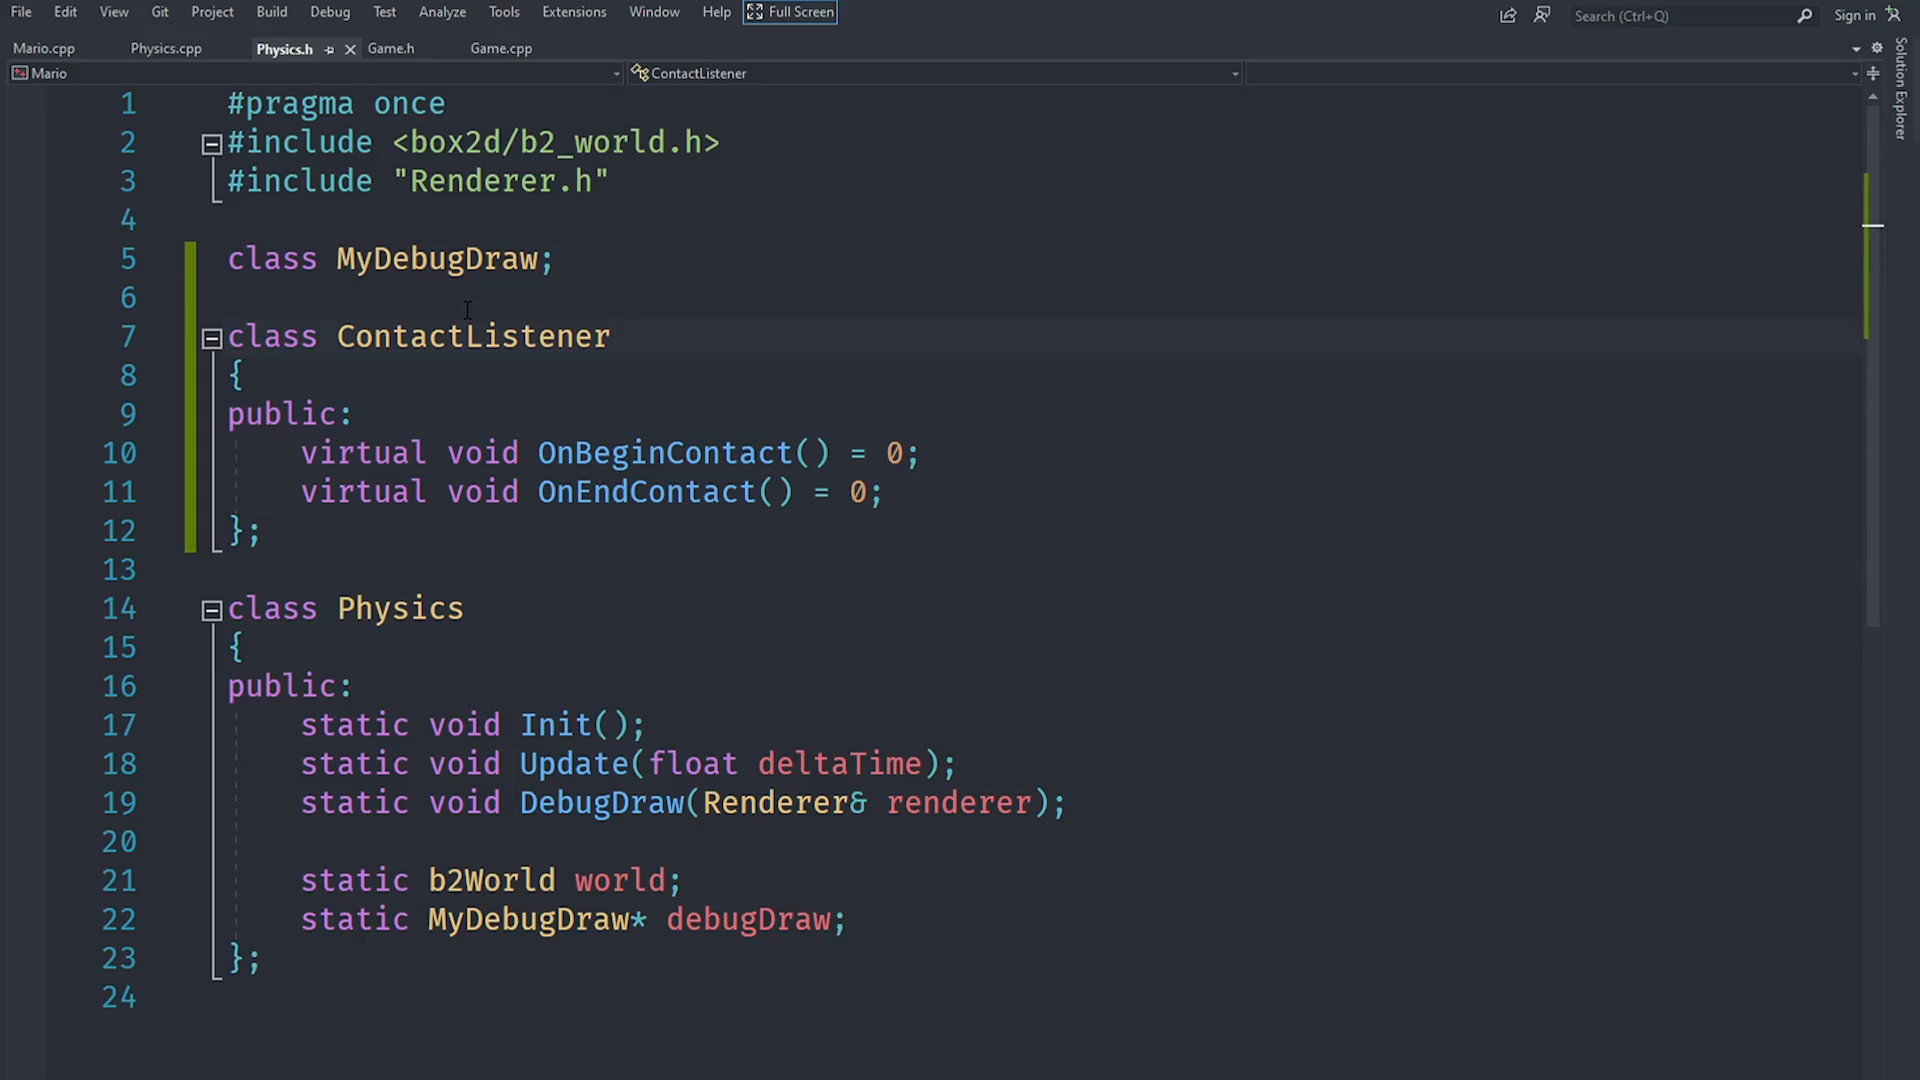 File Edit View Git Project Build Debug Test Analyze Tools Extensions Window Help Full Screen Search (Ctrl+Q) Sign in
Mario.cpp Physics.cpp Physics.h Game.h Game.cpp
Mario ContactListener
Solution Explorer
1 #pragma once
2 #include <box2d/b2_world.h>
3 #include "Renderer.h"
4
5 class MyDebugDraw;
6
7 class ContactListener
8 {
9 public:
10 virtual void OnBeginContact() = 0;
11 virtual void OnEndContact() = 0;
12 };
13
14 class Physics
15 {
16 public:
17 static void Init();
18 static void Update(float deltaTime);
19 static void DebugDraw(Renderer& renderer);
20
21 static b2World world;
22 static MyDebugDraw* debugDraw;
23 };
24